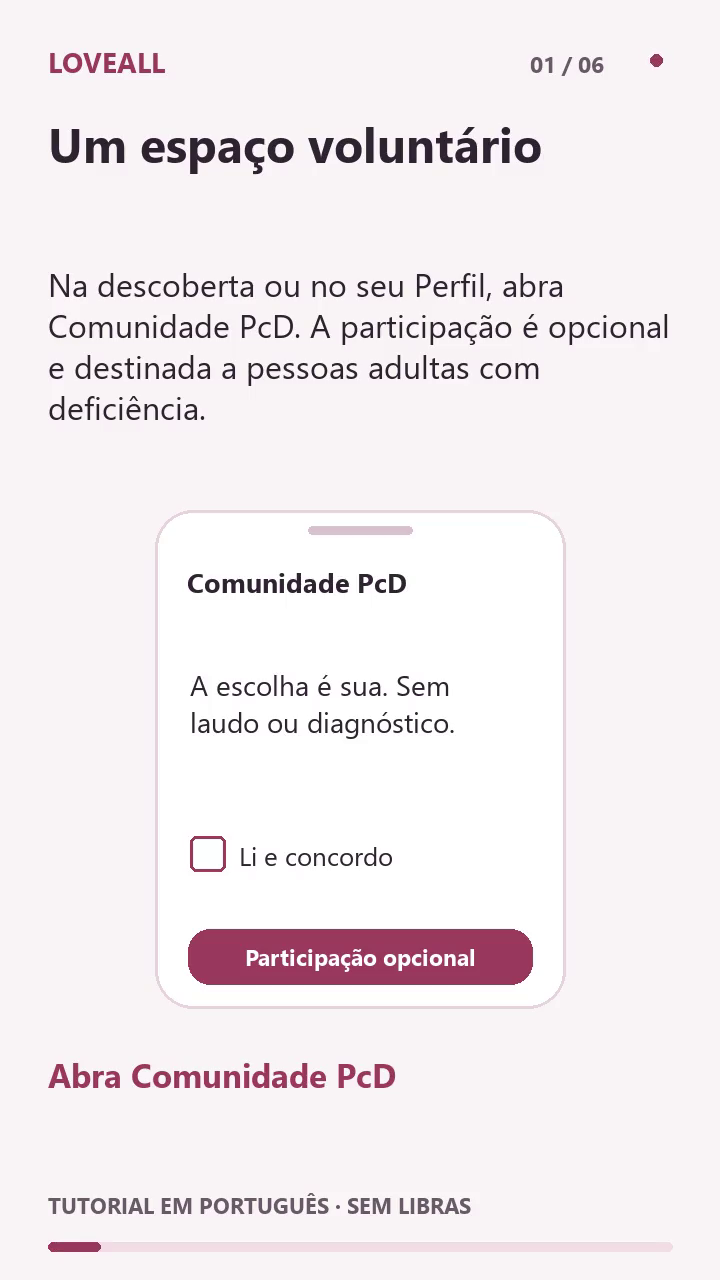 LOVEALL
01 / 06
Um espaço voluntário
Na descoberta ou no seu Perfil, abra
Comunidade PcD. A participação é opcional
e destinada a pessoas adultas com
deficiência.
Comunidade PcD
A escolha é sua. Sem
laudo ou diagnóstico.
Li e concordo
Participação opcional
Abra Comunidade PcD
TUTORIAL EM PORTUGUÊS · SEM LIBRAS